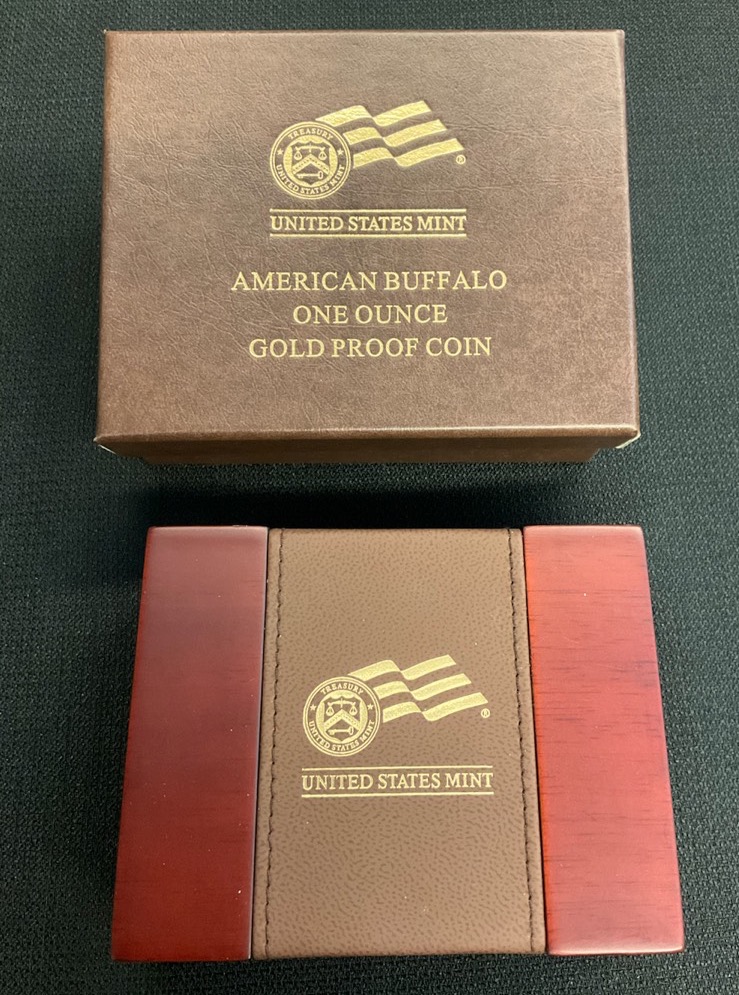 TREASURY
UNITED STATES MINT
®
UNITED STATES MINT
AMERICAN BUFFALO
ONE OUNCE
GOLD PROOF COIN
TREASURY
UNITED STATES MINT
®
UNITED STATES MINT